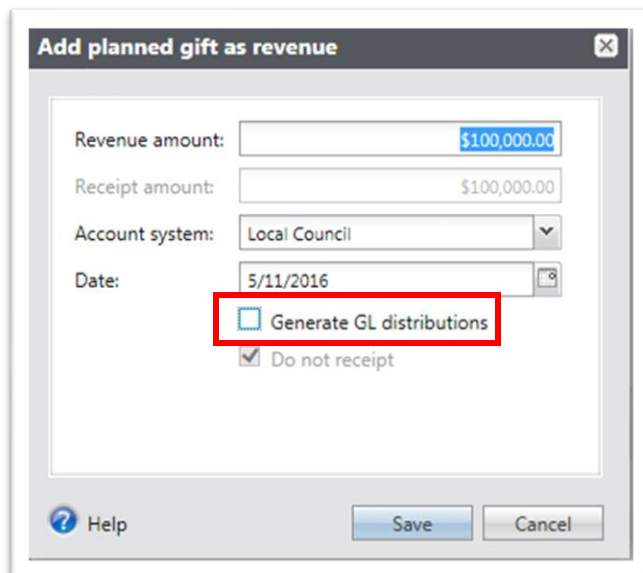 Add planned gift as revenue
Revenue amount: $100,000.00
Receipt amount: $100,000.00
Account system: Local Council
Date: 5/11/2016
Generate GL distributions
Do not receipt
Help Save Cancel